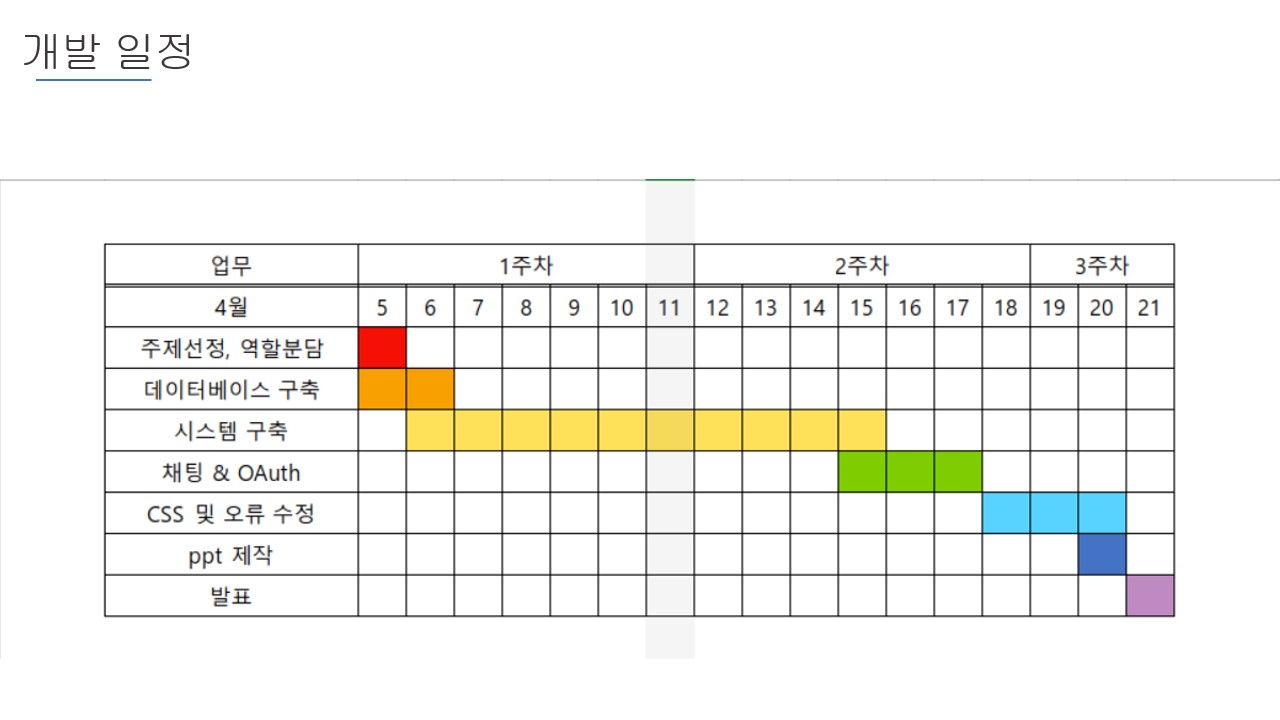 개발 일정
업무 1주차 2주차 3주차
4월 5 6 7 8 9 10 11 12 13 14 15 16 17 18 19 20 21
주제선정, 역할분담
데이터베이스 구축
시스템 구축
채팅 & OAuth
CSS 및 오류 수정
ppt 제작
발표